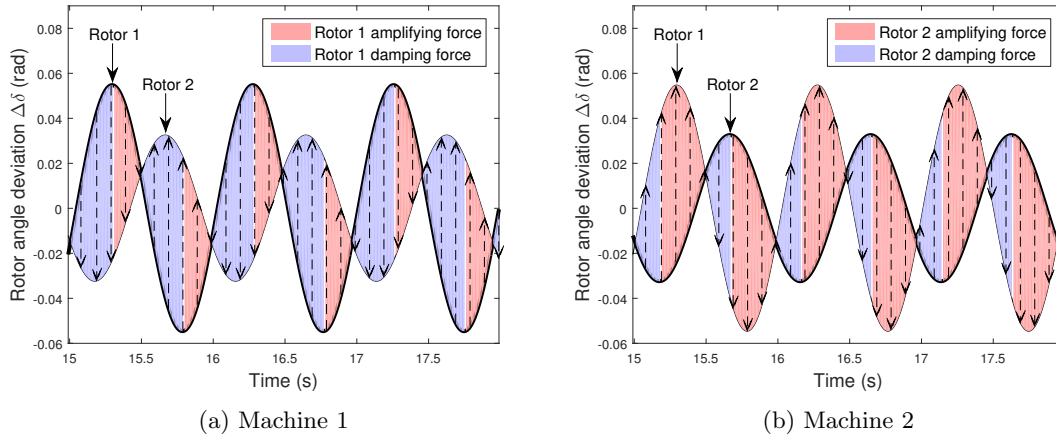 0.08
0.06
0.04
0.02
0
-0.02
-0.04
-0.06
Rotor angle deviation Δδ (rad)
Rotor 1
Rotor 2
Rotor 1 amplifying force
Rotor 1 damping force
15 15.5 16 16.5 17 17.5
Time (s)
(a) Machine 1
0.08
0.06
0.04
0.02
0
-0.02
-0.04
-0.06
Rotor angle deviation Δδ (rad)
Rotor 1
Rotor 2
Rotor 2 amplifying force
Rotor 2 damping force
15 15.5 16 16.5 17 17.5
Time (s)
(b) Machine 2